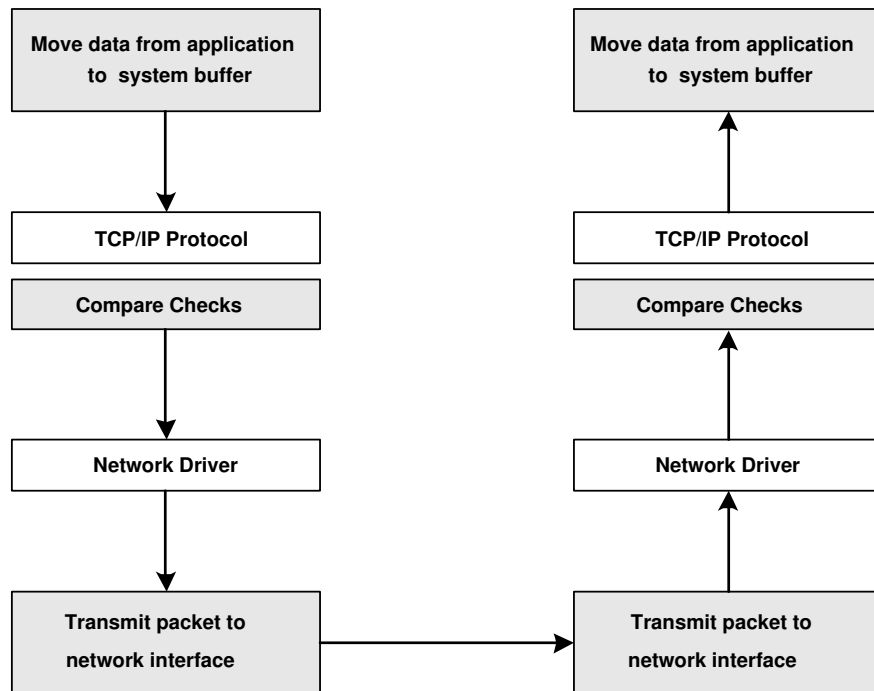 Move data from application
to system buffer
TCP/IP Protocol
Compare Checks
Network Driver
Transmit packet to
network interface
Move data from application
to system buffer
TCP/IP Protocol
Compare Checks
Network Driver
Transmit packet to
network interface